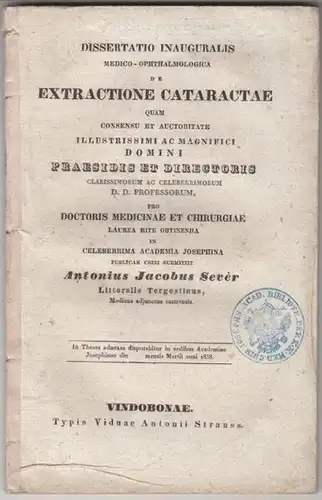 DISSERTATIO INAUGURALIS
MEDICO-OPHTHALMOLOGICA
DE
EXTRACTIONE CATARACTAE
QUAM
CONSENSU ET AUCTORITATE
ILLUSTRISSIMI AC MAGNIFICI
DOMINI
PRAESIDIS ET DIRECTORIS
CLARISSIMORUM AC CELEBERRIMORUM
D. D. PROFESSORUM,
PRO
DOCTORIS MEDICINAE ET CHIRURGIAE
LAUREA RITE OBTINENDA
IN
CELEBERRIMA ACADEMIA JOSEPHINA
PUBLICAE CRISI SUBMITTIT
Antonius Jacobus Sevèr
Littoralis Tergestinus,
Medicus adjunctus castrensis.
In Theses adnexas disputabitur in aedibus Academiae
Josephinae die mensis Martii anni 1838.
VINDOBONAE.
Typis Viduae Antonii Strauss.